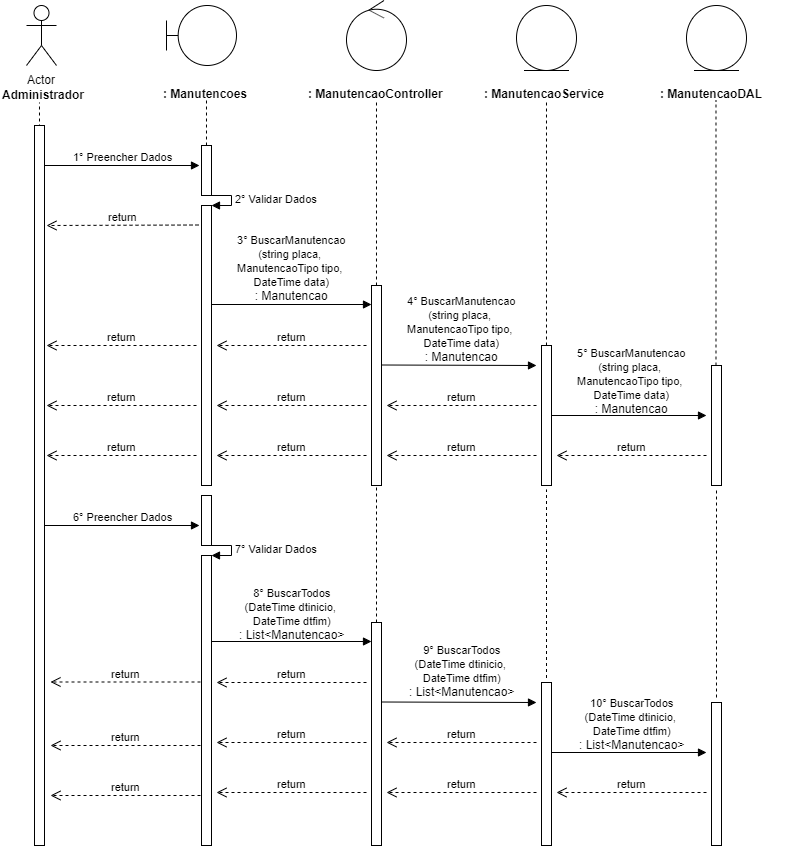 Actor
Administrador
: Manutencoes
: ManutencaoController
: ManutencaoService
: ManutencaoDAL
1° Preencher Dados
2° Validar Dados
return
3° BuscarManutencao
(string placa,
ManutencaoTipo tipo,
DateTime data)
: Manutencao
4° BuscarManutencao
(string placa,
ManutencaoTipo tipo,
DateTime data)
: Manutencao
return
return
5° BuscarManutencao
(string placa,
ManutencaoTipo tipo,
DateTime data)
: Manutencao
return
return
return
return
return
return
return
6° Preencher Dados
7° Validar Dados
8° BuscarTodos
(DateTime dtinicio,
DateTime dtfim)
: List<Manutencao>
9° BuscarTodos
(DateTime dtinicio,
DateTime dtfim)
: List<Manutencao>
return
return
10° BuscarTodos
(DateTime dtinicio,
DateTime dtfim)
: List<Manutencao>
return
return
return
return
return
return
return